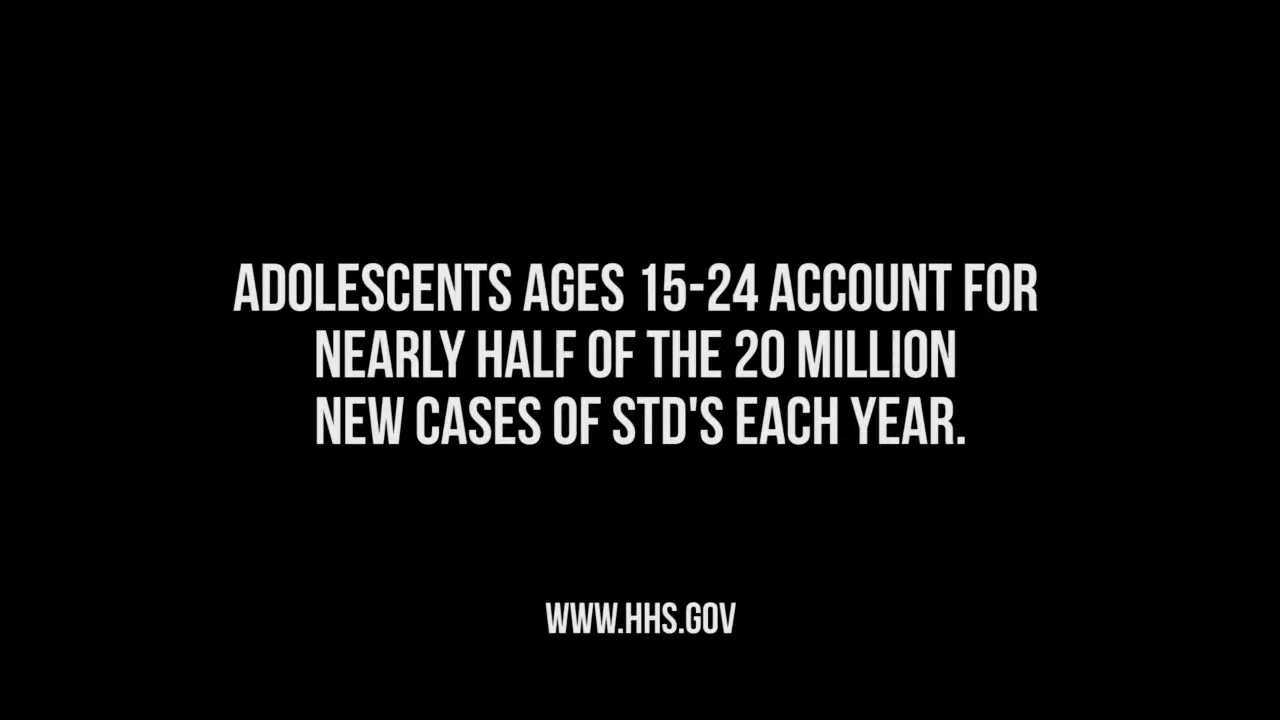 ADOLESCENTS AGES 15-24 ACCOUNT FOR
NEARLY HALF OF THE 20 MILLION
NEW CASES OF STD'S EACH YEAR.
WWW.HHS.GOV